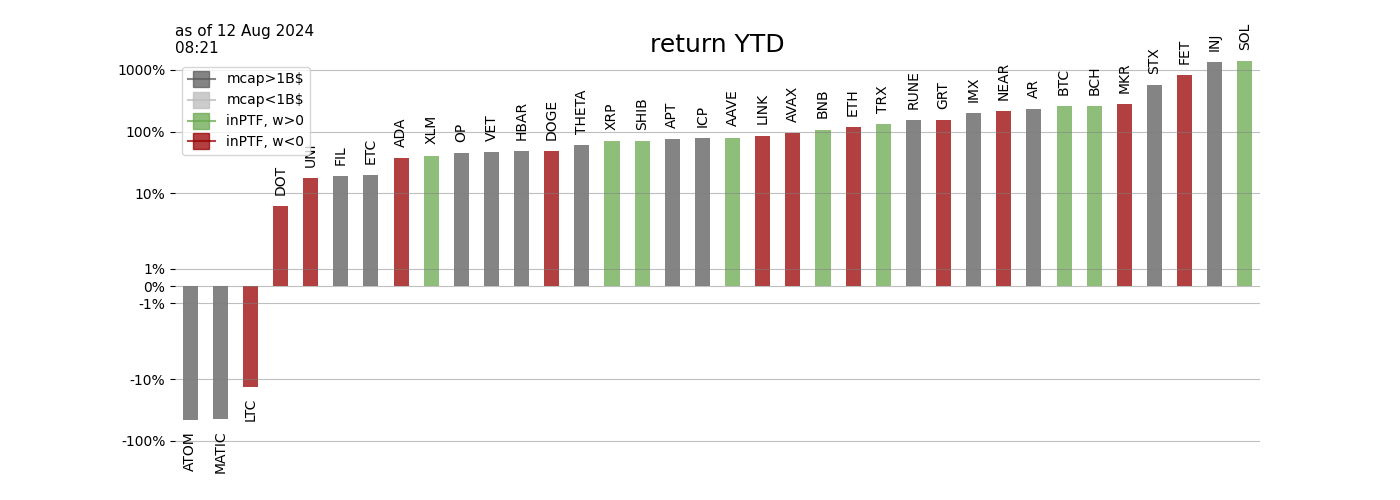 as of 12 Aug 2024
08:21
return YTD
mcap>1B$
mcap<1B$
inPTF, w>0
inPTF, w<0
1000%
100%
10%
1%
0%
-1%
-10%
-100%
ATOM
MATIC
LTC
DOT
UNI
FIL
ETC
ADA
XLM
OP
VET
HBAR
DOGE
THETA
XRP
SHIB
APT
ICP
AAVE
LINK
AVAX
BNB
ETH
TRX
RUNE
GRT
IMX
NEAR
AR
BTC
BCH
MKR
STX
FET
INJ
SOL